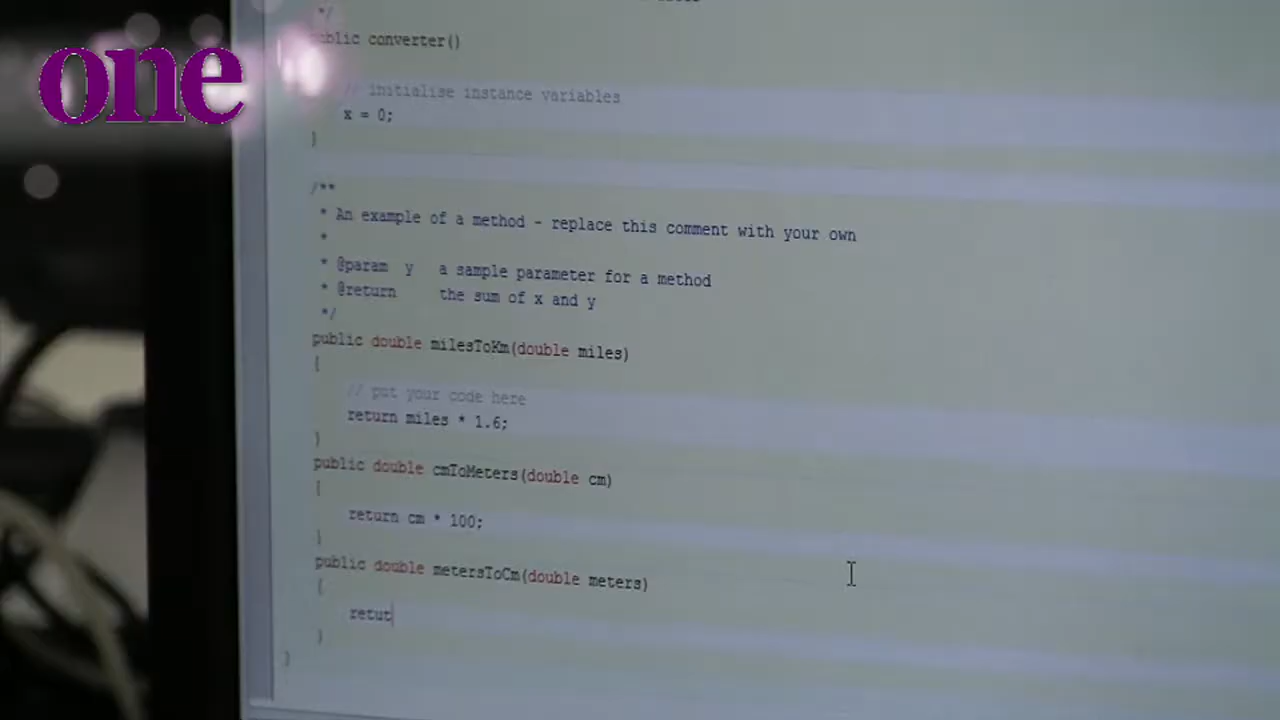 one
*/
public converter()
// initialise instance variables
x = 0;
}
/**
* An example of a method - replace this comment with your own
*
* @param y a sample parameter for a method
* @return the sum of x and y
*/
public double milesToKm(double miles)
{
// put your code here
return miles * 1.6;
}
public double cmToMeters(double cm)
{
return cm * 100;
}
public double metersToCm(double meters)
{
retut
}
}